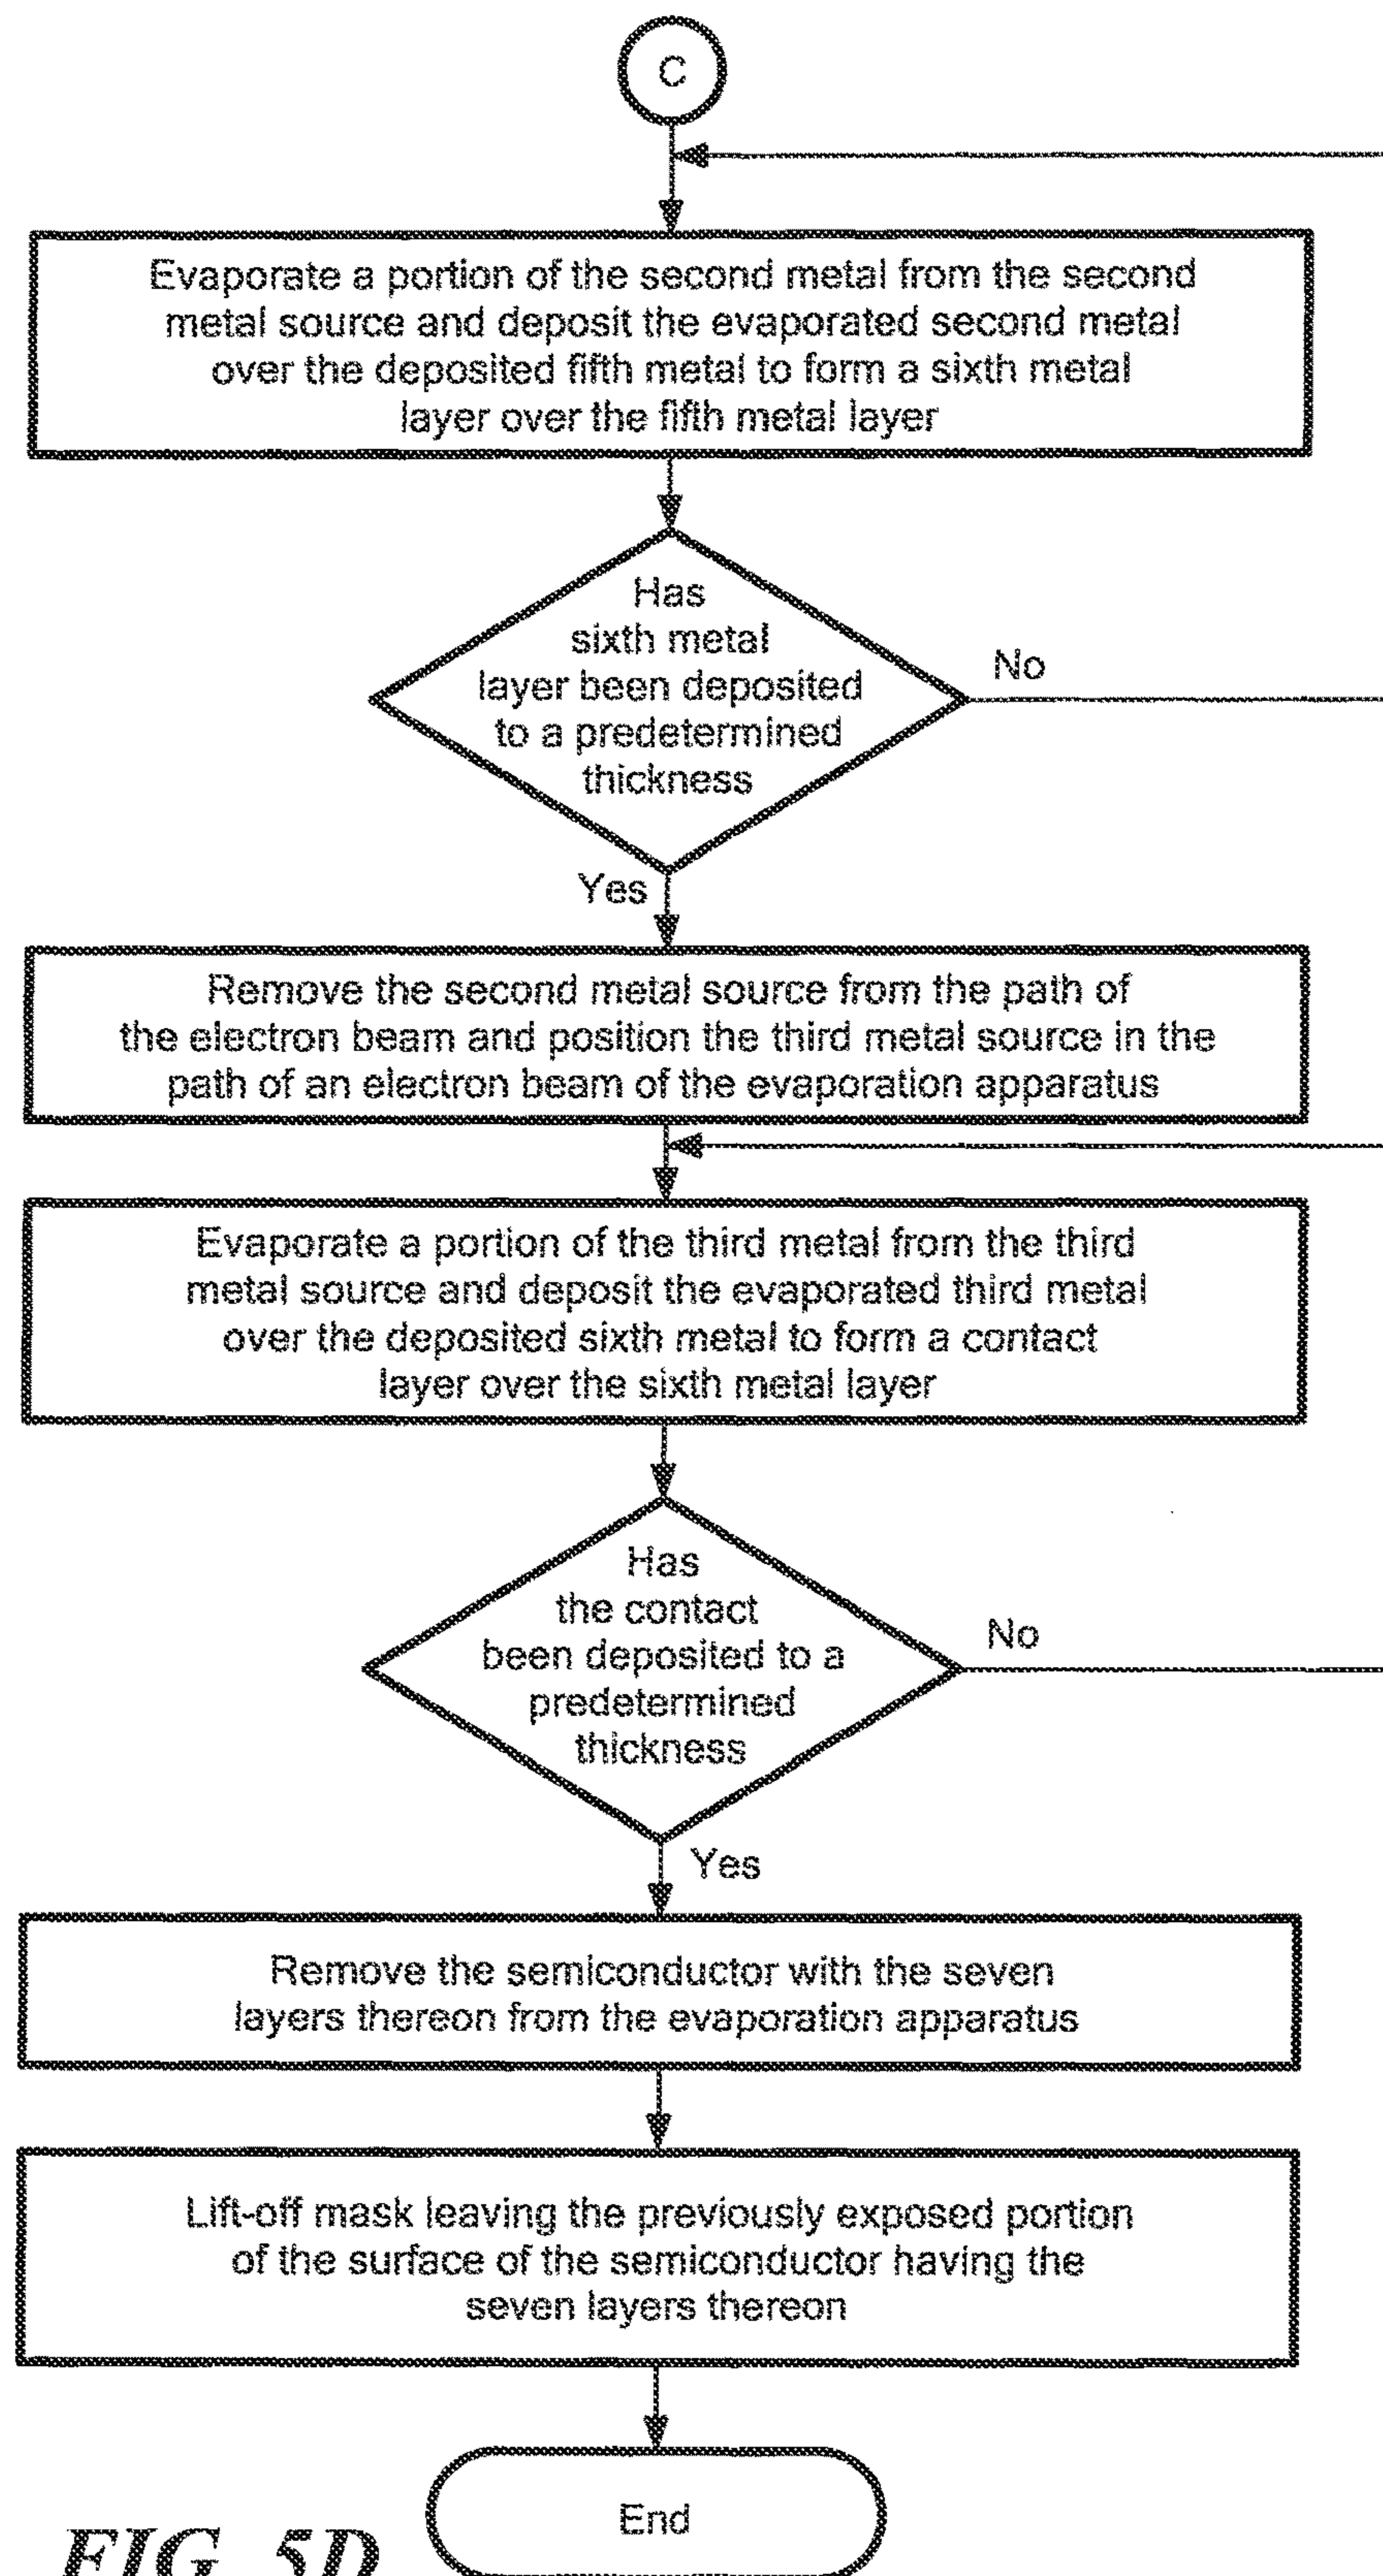 C
Evaporate a portion of the second metal from the second
metal source and deposit the evaporated second metal
over the deposited fifth metal to form a sixth metal
layer over the fifth metal layer
Has
sixth metal
layer been deposited
to a predetermined
thickness
No
Yes
Remove the second metal source from the path of
the electron beam and position the third metal source in the
path of an electron beam of the evaporation apparatus
Evaporate a portion of the third metal from the third
metal source and deposit the evaporated third metal
over the deposited sixth metal to form a contact
layer over the sixth metal layer
Has
the contact
been deposited to a
predetermined
thickness
No
Yes
Remove the semiconductor with the seven
layers thereon from the evaporation apparatus
Lift-off mask leaving the previously exposed portion
of the surface of the semiconductor having the
seven layers thereon
End
FIG. 5D